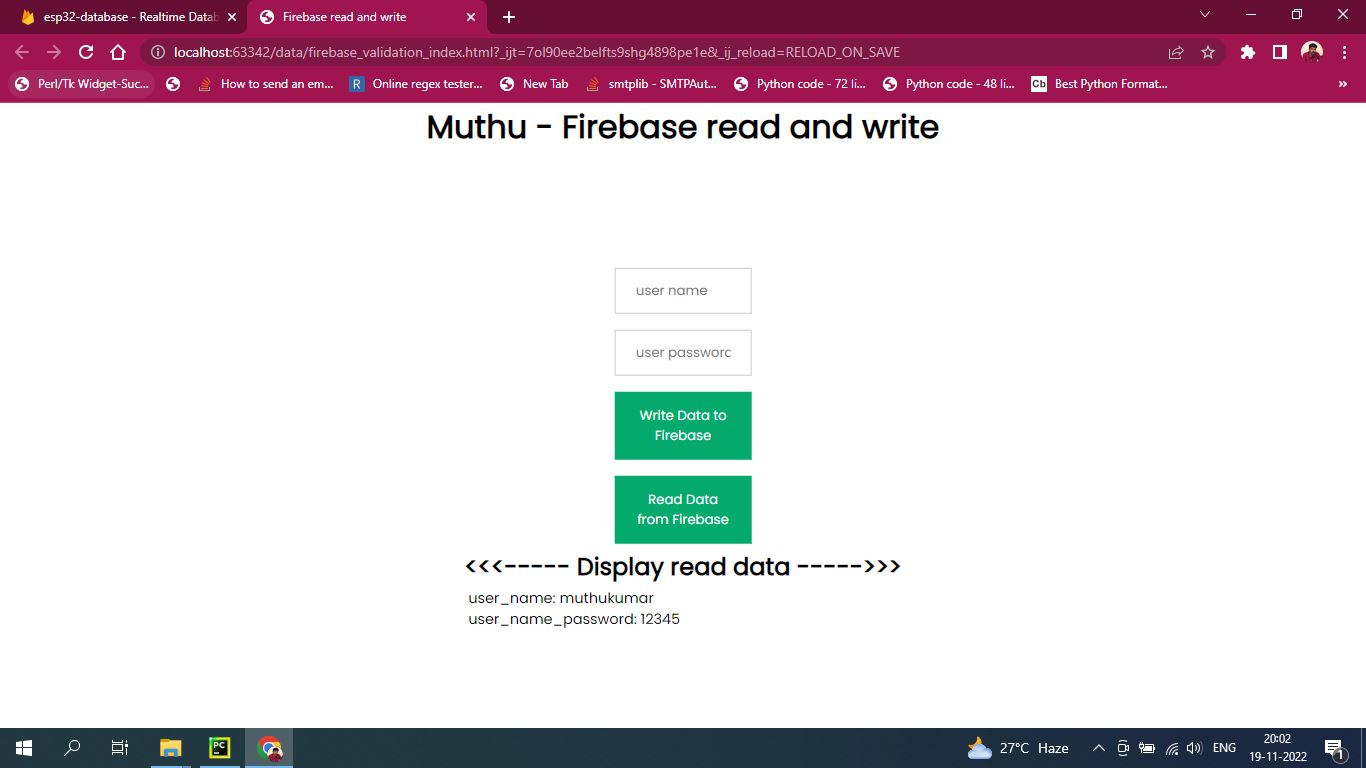 esp32-database - Realtime Datab
Firebase read and write
localhost:63342/data/firebase_validation_index.html?_ijt=7ol90ee2belfts9shg4898pe1e&_ij_reload=RELOAD_ON_SAVE
Perl/Tk Widget-Suc...
How to send an em...
R
Online regex tester...
New Tab
smtplib - SMTPAut...
Python code - 72 li...
Python code - 48 li...
Cb
Best Python Format...
»
Muthu - Firebase read and write
user name
user passworc
Write Data to
Firebase
Read Data
from Firebase
<<<----- Display read data ----->>>
user_name: muthukumar
user_name_password: 12345
PC
27°C Haze
ENG
20:02
19-11-2022
1